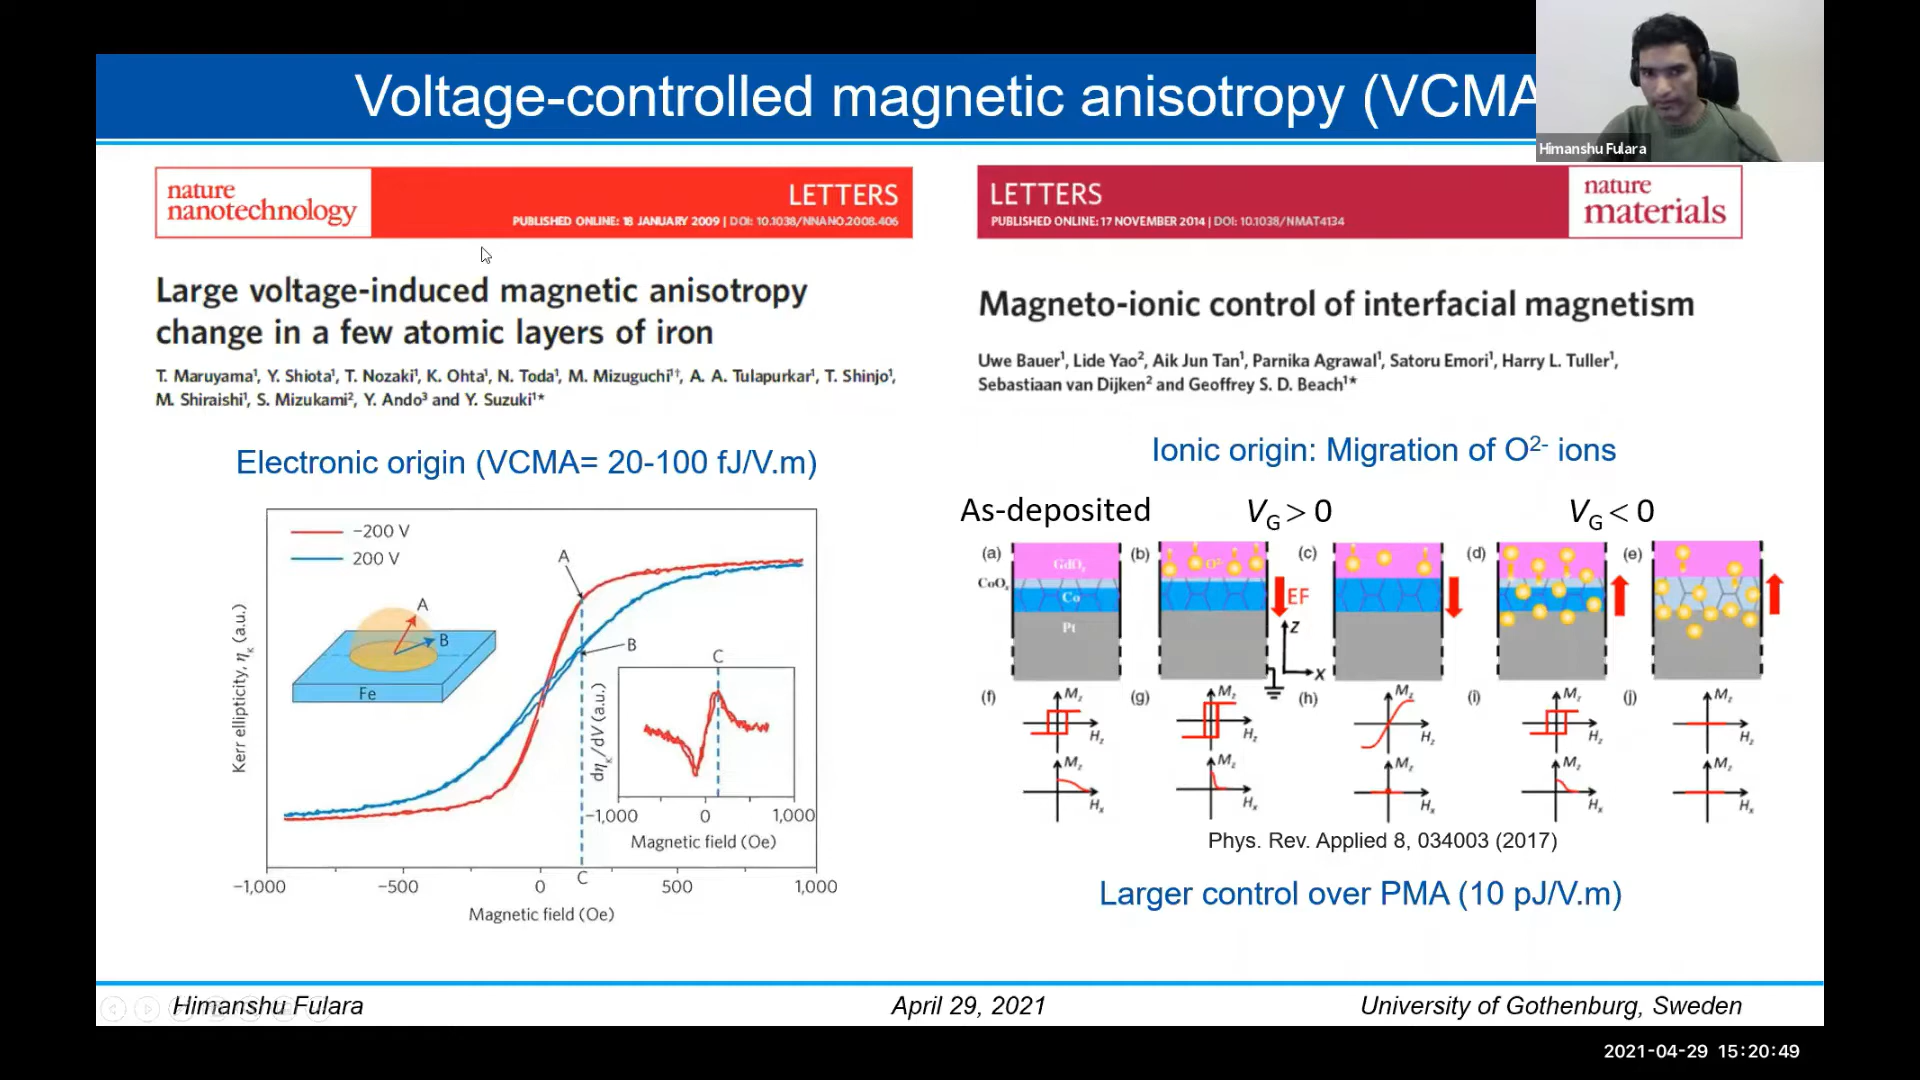 Voltage-controlled magnetic anisotropy (VCMA
Himanshu Fulara
nature
nanotechnology
LETTERS
PUBLISHED ONLINE: 18 JANUARY 2009 | DOI: 10.1038/NNANO.2008.406
Large voltage-induced magnetic anisotropy
change in a few atomic layers of iron
T. Maruyama¹, Y. Shiota¹, T. Nozaki¹, K. Ohta¹, N. Toda¹, M. Mizuguchi¹†, A. A. Tulapurkar¹, T. Shinjo¹,
M. Shiraishi¹, S. Mizukami², Y. Ando³ and Y. Suzuki¹*
Electronic origin (VCMA= 20-100 fJ/V.m)
−200 V
200 V
A
B
A
B
Fe
C
Kerr ellipticity, ηₖ (a.u.)
dηₖ/dV (a.u.)
−1,000 0 1,000
Magnetic field (Oe)
−1,000 −500 0 C 500 1,000
Magnetic field (Oe)
LETTERS
PUBLISHED ONLINE: 17 NOVEMBER 2014 | DOI: 10.1038/NMAT4134
nature
materials
Magneto-ionic control of interfacial magnetism
Uwe Bauer¹, Lide Yao², Aik Jun Tan¹, Parnika Agrawal¹, Satoru Emori¹, Harry L. Tuller¹,
Sebastiaan van Dijken² and Geoffrey S. D. Beach¹*
Ionic origin: Migration of O²⁻ ions
As-deposited V_G > 0 V_G < 0
(a) (b) (c) (d) (e)
GdOₓ O²⁻
CoOₓ
Co EF
Pt
Z
X
(f) M_z (g) M_z (h) M_z (i) M_z (j) M_z
H_z H_z H_z H_z H_z
M_z M_z M_z M_z M_z
H_x H_x H_x H_x H_x
Phys. Rev. Applied 8, 034003 (2017)
Larger control over PMA (10 pJ/V.m)
Himanshu Fulara April 29, 2021 University of Gothenburg, Sweden
2021-04-29 15:20:49